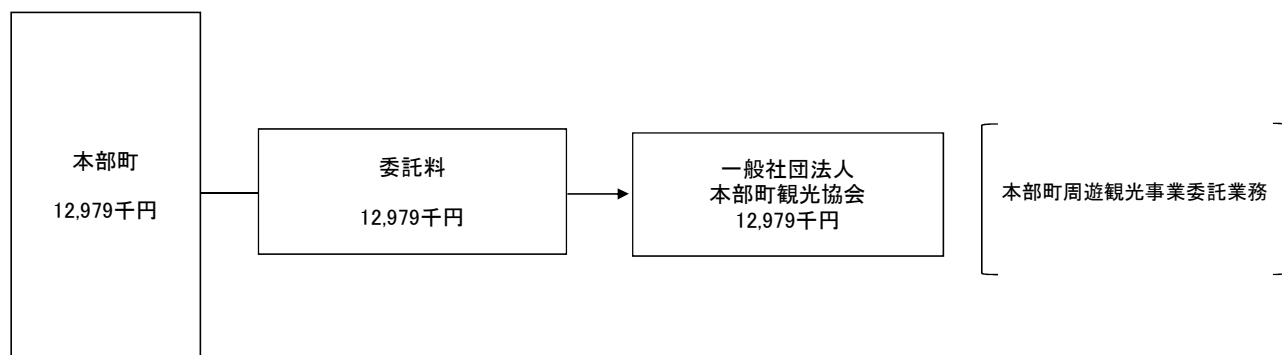 本部町
12,979千円
委託料
12,979千円
一般社団法人
本部町観光協会
12,979千円
本部町周遊観光事業委託業務